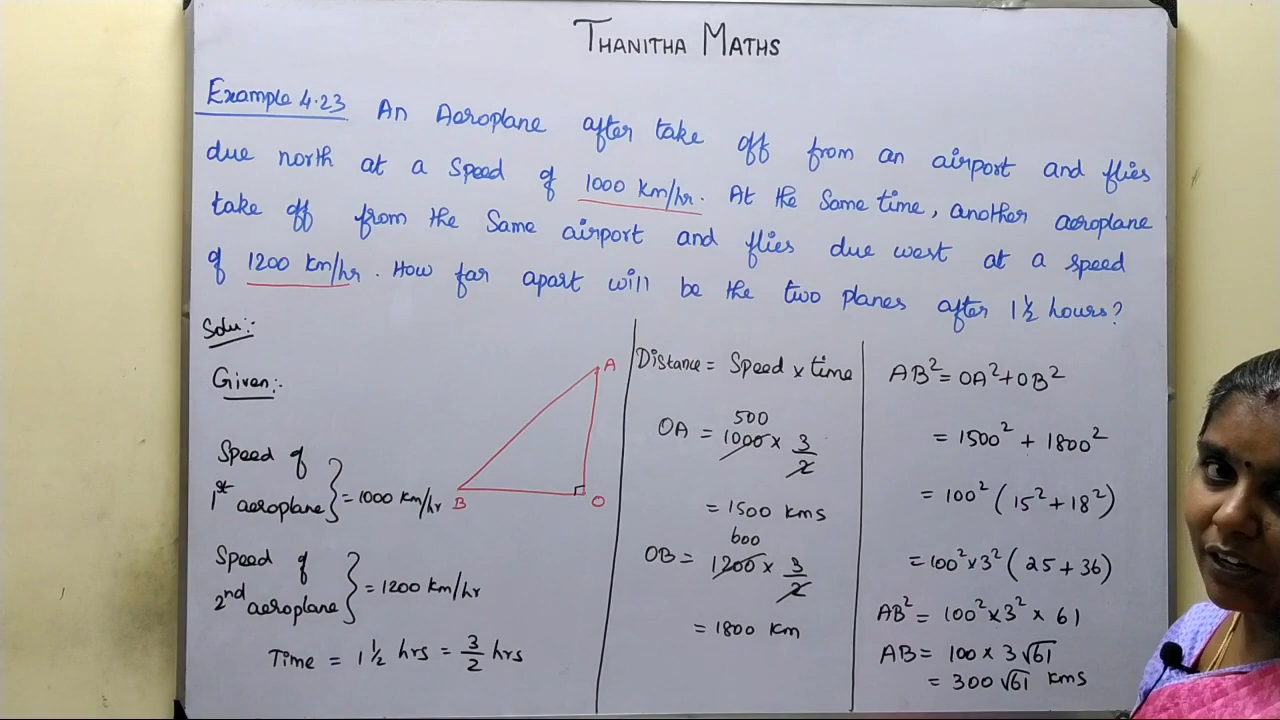 THANITHA MATHS
Example 4.23 An Aeroplane after take off from an airport and flies
due north at a speed of 1000 km/hr. At the same time, another aeroplane
take off from the same airport and flies due west at a speed
of 1200 km/hr. How far apart will be the two planes after 1½ hours?
Solu:-
Given:-
Speed of
1st aeroplane } = 1000 km/hr
Speed of
2nd aeroplane } = 1200 km/hr
Time = 1½ hrs = 3/2 hrs
A
B
O
Distance = Speed × time
500
OA = 1000 × 3/2
= 1500 kms
600
OB = 1200 × 3/2
= 1800 km
AB² = OA² + OB²
= 1500² + 1800²
= 100² (15² + 18²)
= 100² × 3² (25 + 36)
AB² = 100² × 3² × 61
AB = 100 × 3√61
= 300√61 kms